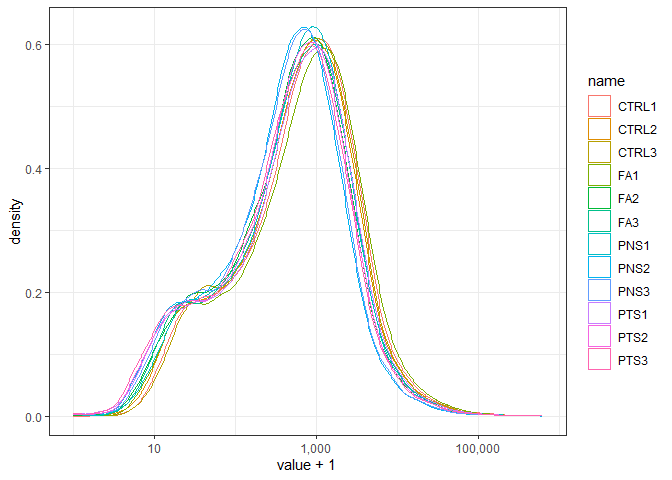 0.6
0.4
0.2
0.0
density
10
1,000
100,000
value + 1
name
CTRL1
CTRL2
CTRL3
FA1
FA2
FA3
PNS1
PNS2
PNS3
PTS1
PTS2
PTS3